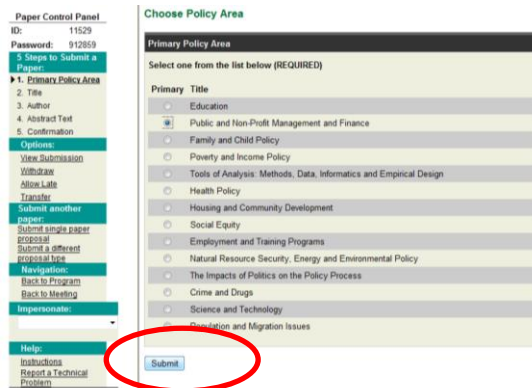 Paper Control Panel
ID: 11529
Password: 912859
5 Steps to Submit a
Paper:
1. Primary Policy Area
2. Title
3. Author
4. Abstract Text
5. Confirmation
Options:
View Submission
Withdraw
Allow Late
Transfer
Submit another
paper:
Submit single paper
proposal
Submit a different
proposal type
Navigation:
Back to Program
Back to Meeting
Impersonate:
Help:
Instructions
Report a Technical
Problem
Choose Policy Area
Primary Policy Area
Select one from the list below (REQUIRED)
Primary Title
Education
Public and Non-Profit Management and Finance
Family and Child Policy
Poverty and Income Policy
Tools of Analysis: Methods, Data, Informatics and Empirical Design
Health Policy
Housing and Community Development
Social Equity
Employment and Training Programs
Natural Resource Security, Energy and Environmental Policy
The Impacts of Politics on the Policy Process
Crime and Drugs
Science and Technology
Population and Migration Issues
Submit